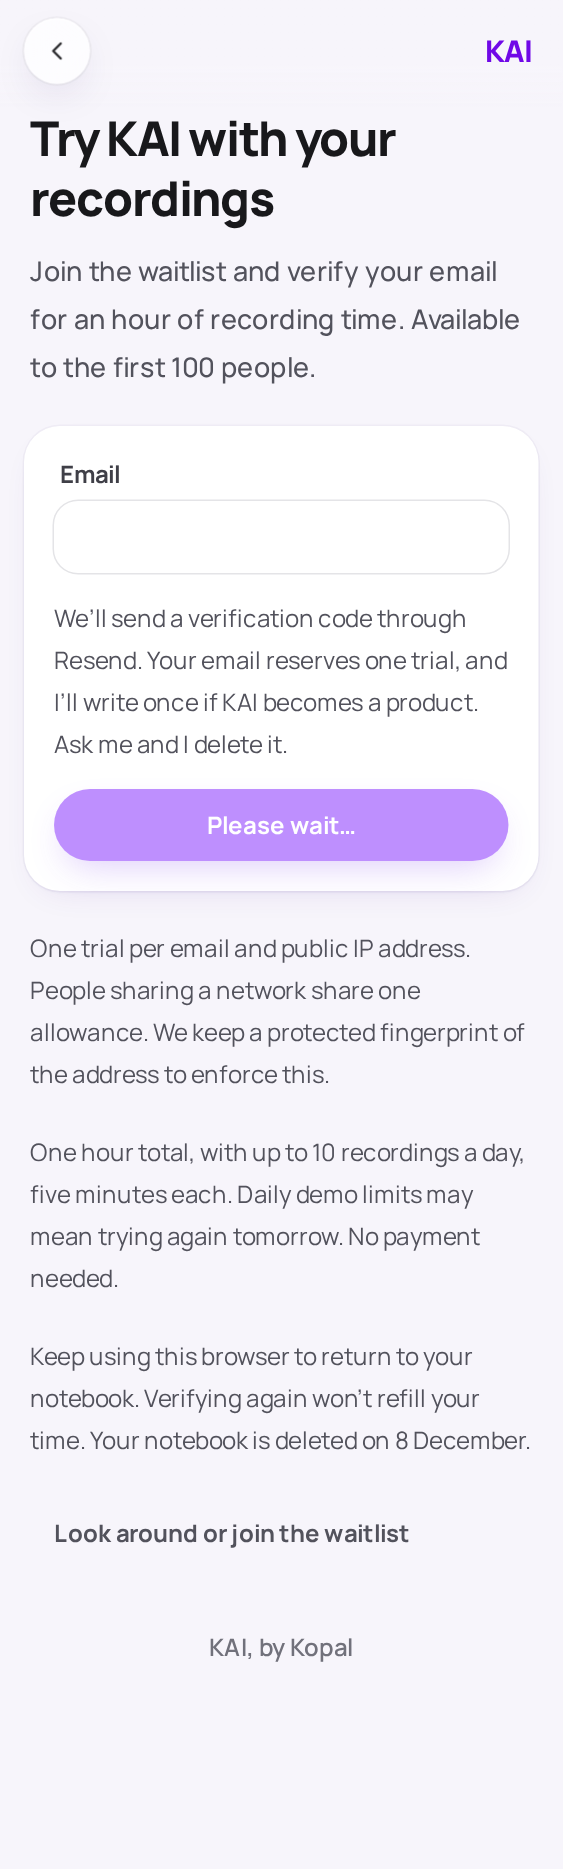 KAI
Try KAI with your
recordings
Join the waitlist and verify your email
for an hour of recording time. Available
to the first 100 people.
Email
We’ll send a verification code through
Resend. Your email reserves one trial, and
I’ll write once if KAI becomes a product.
Ask me and I delete it.
Please wait…
One trial per email and public IP address.
People sharing a network share one
allowance. We keep a protected fingerprint of
the address to enforce this.
One hour total, with up to 10 recordings a day,
five minutes each. Daily demo limits may
mean trying again tomorrow. No payment
needed.
Keep using this browser to return to your
notebook. Verifying again won’t refill your
time. Your notebook is deleted on 8 December.
Look around or join the waitlist
KAI, by Kopal